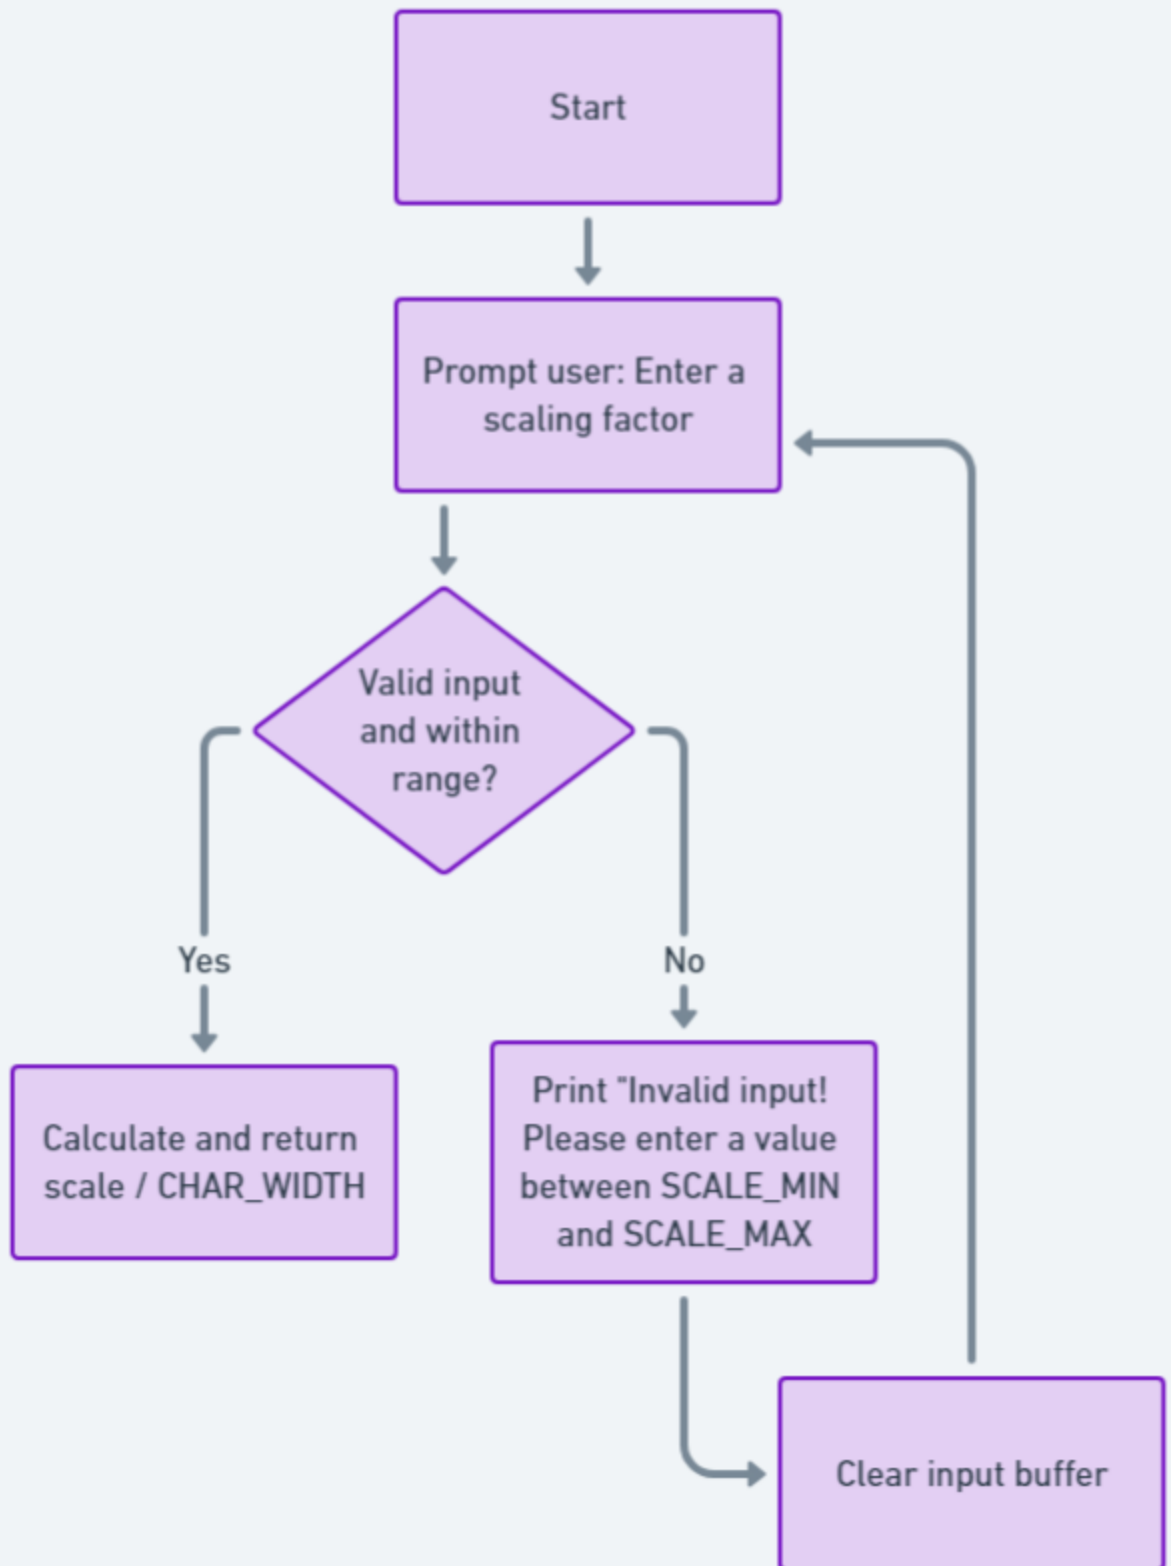 Start
Prompt user: Enter a
scaling factor
Valid input
and within
range?
Yes
No
Calculate and return
scale / CHAR_WIDTH
Print "Invalid input!
Please enter a value
between SCALE_MIN
and SCALE_MAX
Clear input buffer